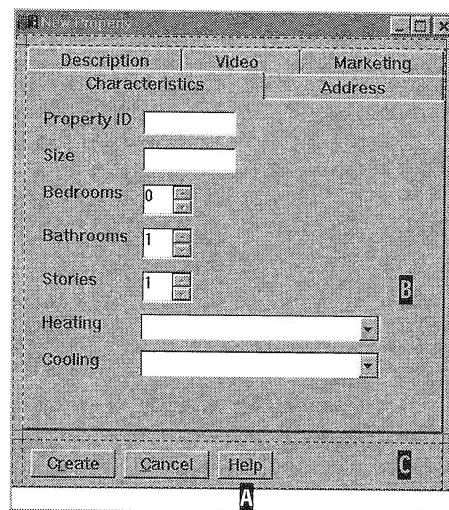 New Property
Description Video Marketing
Characteristics Address
Property ID
Size
Bedrooms 0
Bathrooms 1
Stories 1
B
Heating
Cooling
Create Cancel Help C
A